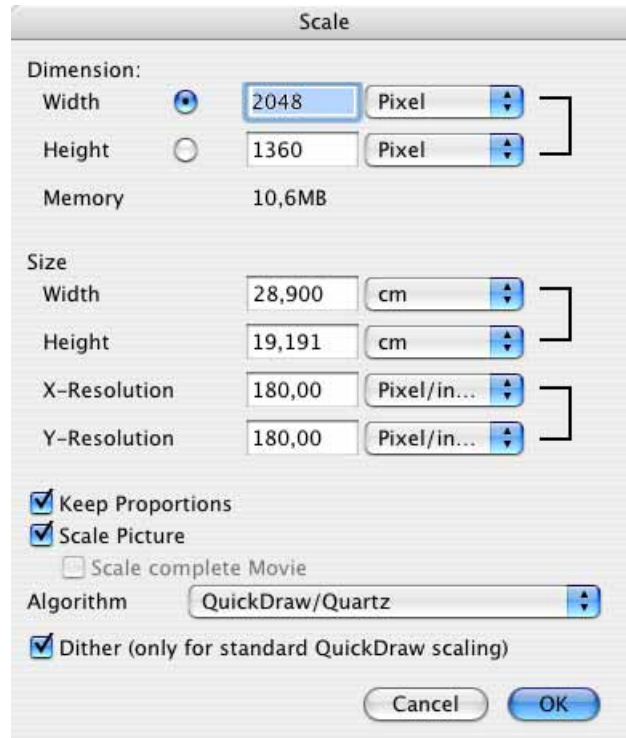 Scale
Dimension:
Width 2048 Pixel
Height 1360 Pixel
Memory 10,6MB
Size
Width 28,900 cm
Height 19,191 cm
X-Resolution 180,00 Pixel/in...
Y-Resolution 180,00 Pixel/in...
Keep Proportions
Scale Picture
Scale complete Movie
Algorithm QuickDraw/Quartz
Dither (only for standard QuickDraw scaling)
Cancel OK